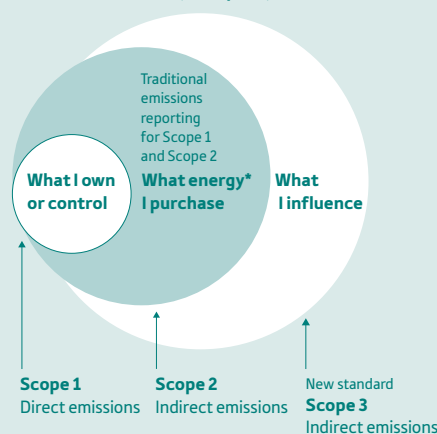 Traditional
emissions
reporting
for Scope 1
and Scope 2
What I own
or control
What energy*
I purchase
What
I influence
Scope 1
Direct emissions
Scope 2
Indirect emissions
New standard
Scope 3
Indirect emissions